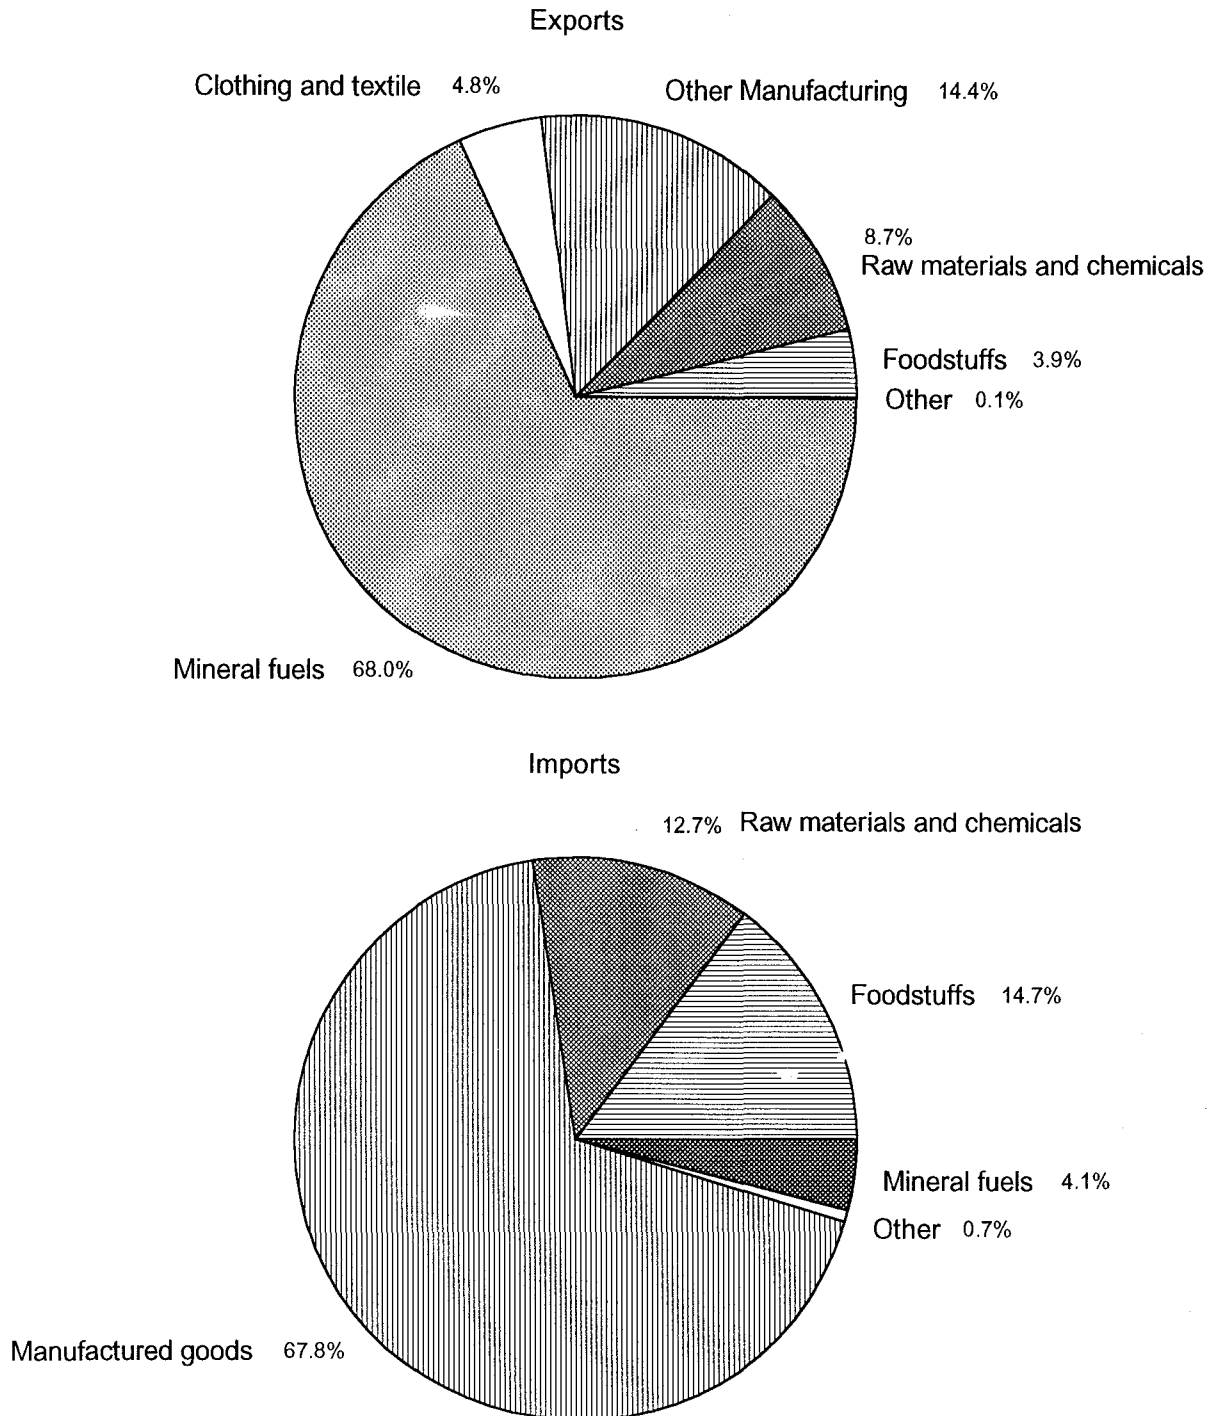 Exports
Clothing and textile 4.8%
Other Manufacturing 14.4%
8.7%
Raw materials and chemicals
Foodstuffs 3.9%
Other 0.1%
Mineral fuels 68.0%
Imports
12.7% Raw materials and chemicals
Foodstuffs 14.7%
Mineral fuels 4.1%
Other 0.7%
Manufactured goods 67.8%